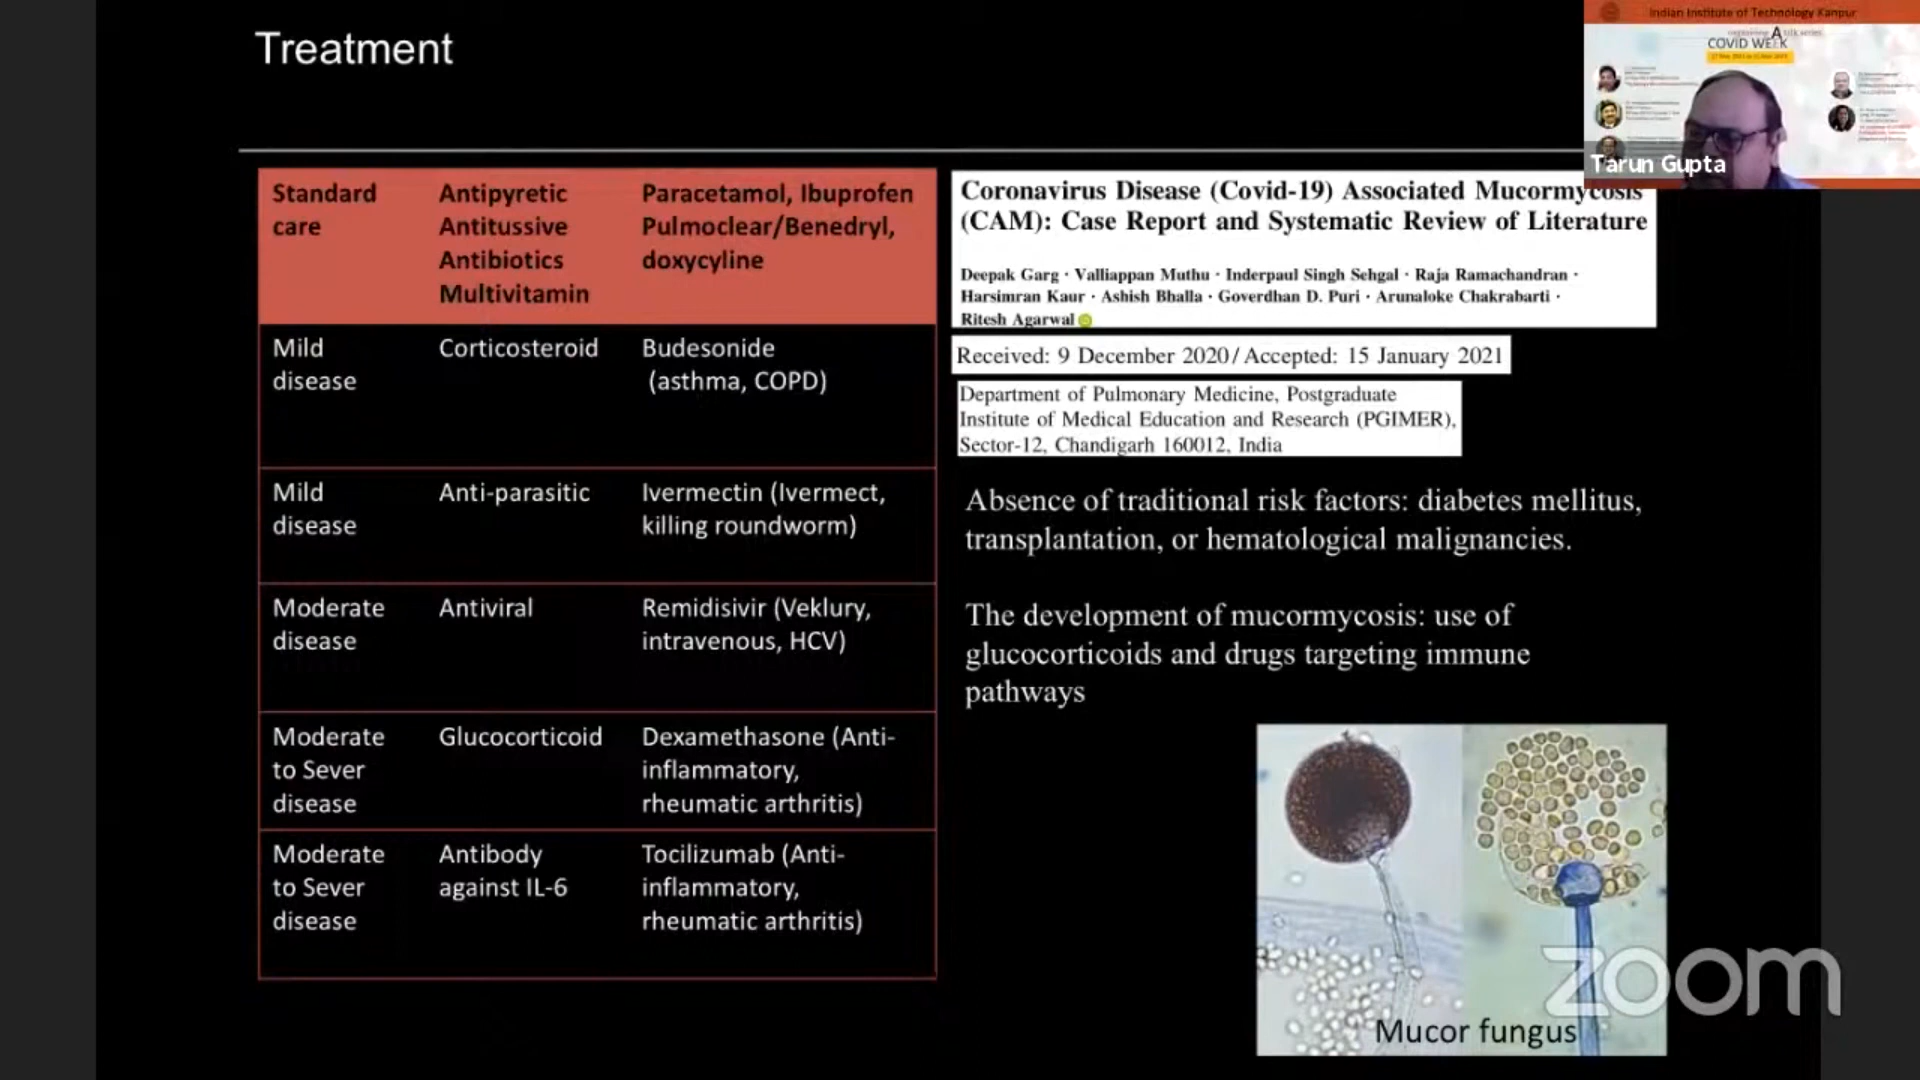 Treatment
Indian Institute of Technology Kanpur
COVID WEEK
Tarun Gupta
Standard care
Antipyretic
Antitussive
Antibiotics
Multivitamin
Paracetamol, Ibuprofen
Pulmoclear/Benedryl,
doxycyline
Mild
disease
Corticosteroid
Budesonide
(asthma, COPD)
Mild
disease
Anti-parasitic
Ivermectin (Ivermect,
killing roundworm)
Moderate
disease
Antiviral
Remidisivir (Veklury,
intravenous, HCV)
Moderate
to Sever
disease
Glucocorticoid
Dexamethasone (Anti-
inflammatory,
rheumatic arthritis)
Moderate
to Sever
disease
Antibody
against IL-6
Tocilizumab (Anti-
inflammatory,
rheumatic arthritis)
Coronavirus Disease (Covid-19) Associated Mucormycosis
(CAM): Case Report and Systematic Review of Literature
Deepak Garg · Valliappan Muthu · Inderpaul Singh Sehgal · Raja Ramachandran ·
Harsimran Kaur · Ashish Bhalla · Goverdhan D. Puri · Arunaloke Chakrabarti ·
Ritesh Agarwal
Received: 9 December 2020 / Accepted: 15 January 2021
Department of Pulmonary Medicine, Postgraduate
Institute of Medical Education and Research (PGIMER),
Sector-12, Chandigarh 160012, India
Absence of traditional risk factors: diabetes mellitus,
transplantation, or hematological malignancies.
The development of mucormycosis: use of
glucocorticoids and drugs targeting immune
pathways
Mucor fungus
zoom